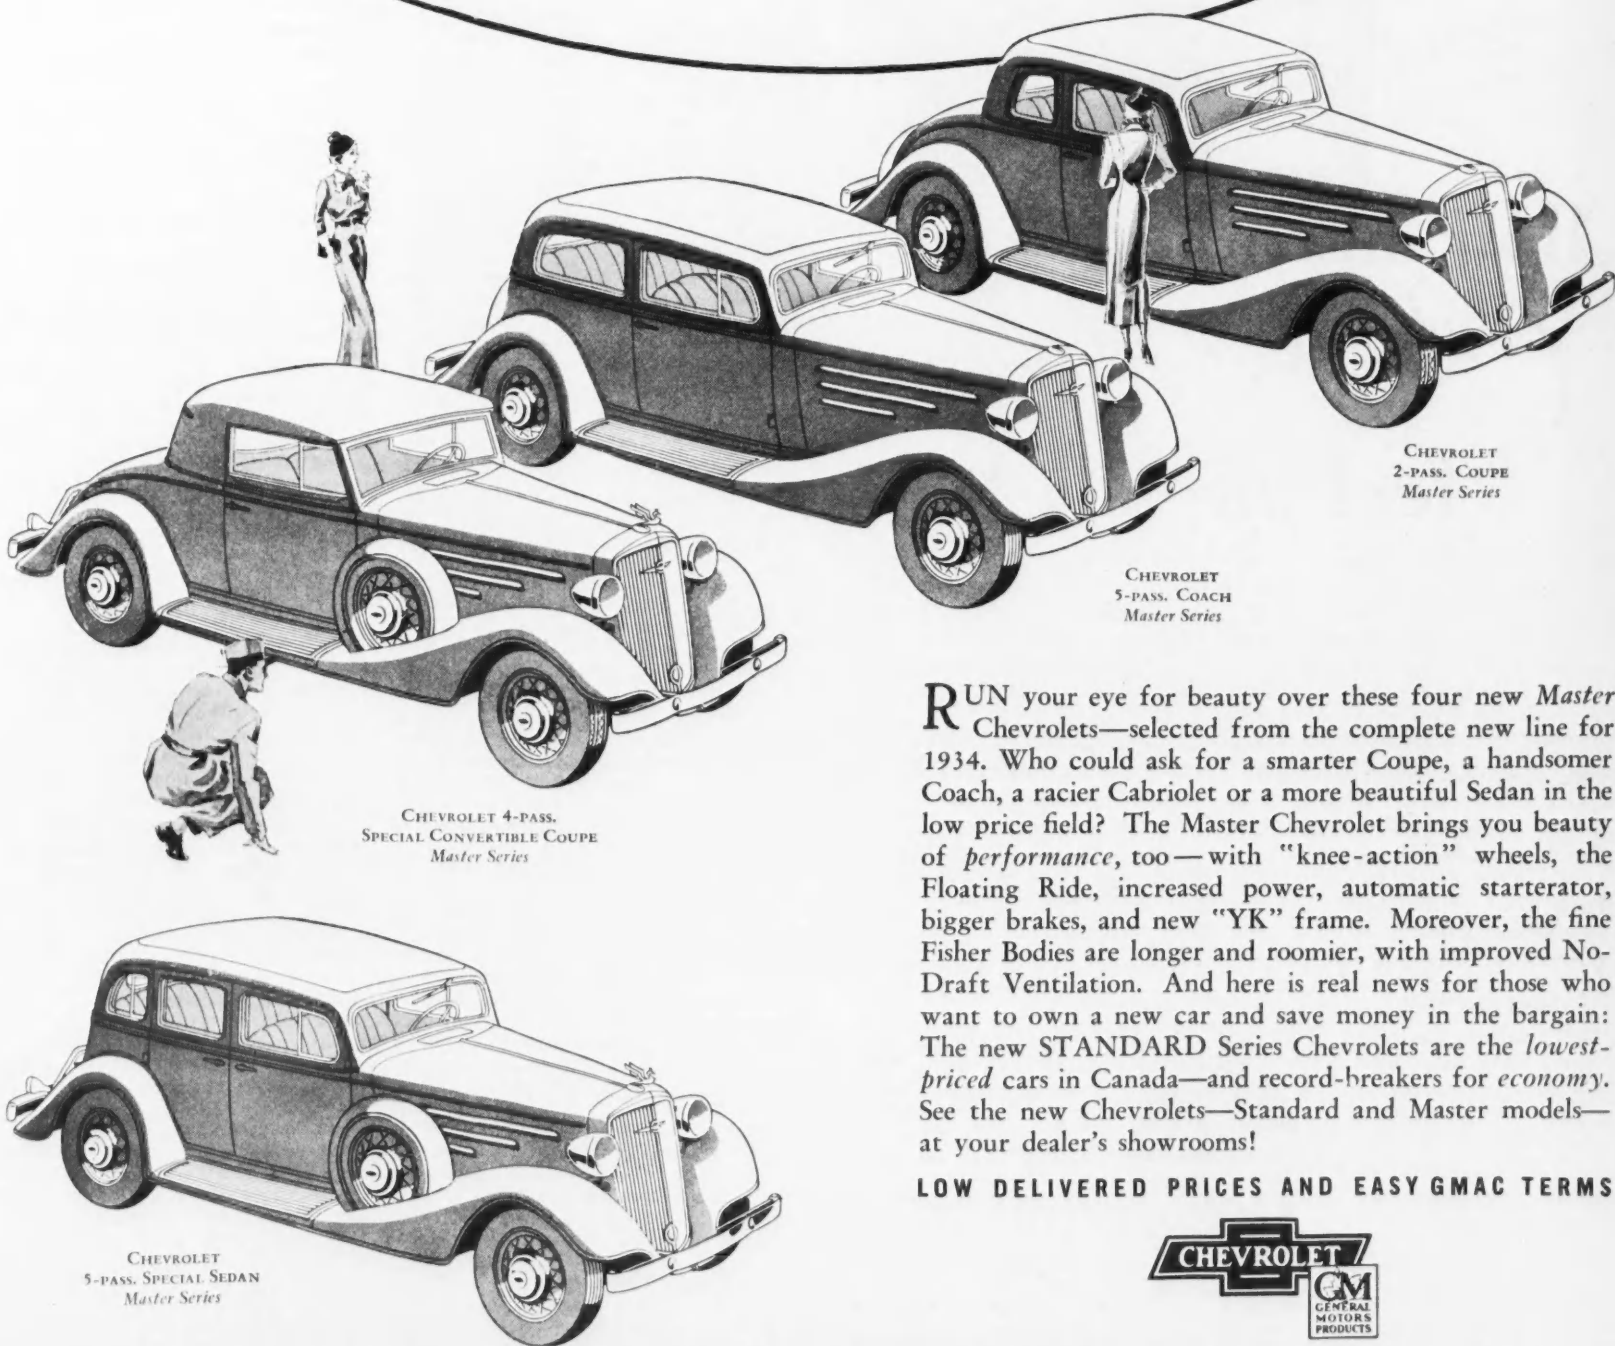 CHEVROLET
2-PASS. COUPE
Master Series
CHEVROLET
5-PASS. COACH
Master Series
CHEVROLET 4-PASS.
SPECIAL CONVERTIBLE COUPE
Master Series
CHEVROLET
5-PASS. SPECIAL SEDAN
Master Series
RUN your eye for beauty over these four new Master
Chevrolets—selected from the complete new line for
1934. Who could ask for a smarter Coupe, a handsomer
Coach, a racier Cabriolet or a more beautiful Sedan in the
low price field? The Master Chevrolet brings you beauty
of performance, too—with "knee-action" wheels, the
Floating Ride, increased power, automatic starterator,
bigger brakes, and new "YK" frame. Moreover, the fine
Fisher Bodies are longer and roomier, with improved No-
Draft Ventilation. And here is real news for those who
want to own a new car and save money in the bargain:
The new STANDARD Series Chevrolets are the lowest-
priced cars in Canada—and record-breakers for economy.
See the new Chevrolets—Standard and Master models—
at your dealer's showrooms!
LOW DELIVERED PRICES AND EASY GMAC TERMS
CHEVROLET
GM
GENERAL
MOTORS
PRODUCTS